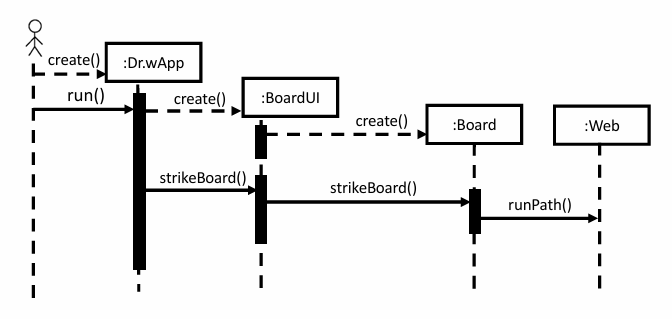 create()
:Dr.wApp
run()
create()
:BoardUI
create()
:Board
:Web
strikeBoard()
strikeBoard()
runPath()